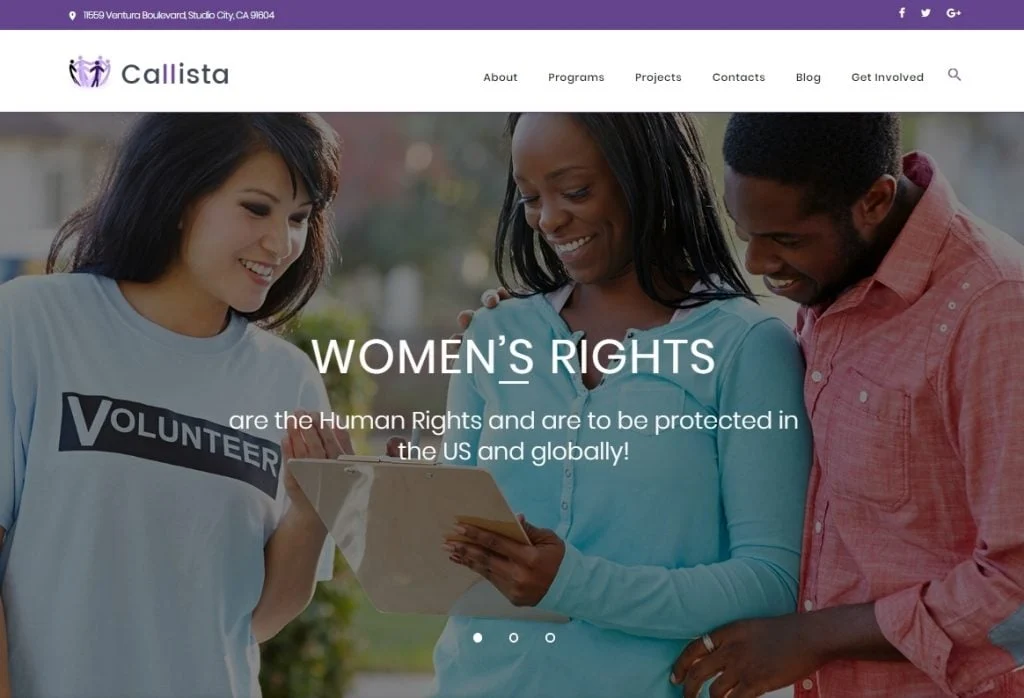 11559 Ventura Boulevard, Studio City, CA 91604
Callista
About Programs Projects Contacts Blog Get Involved
WOMEN’S RIGHTS
are the Human Rights and are to be protected in
the US and globally!
VOLUNTEER